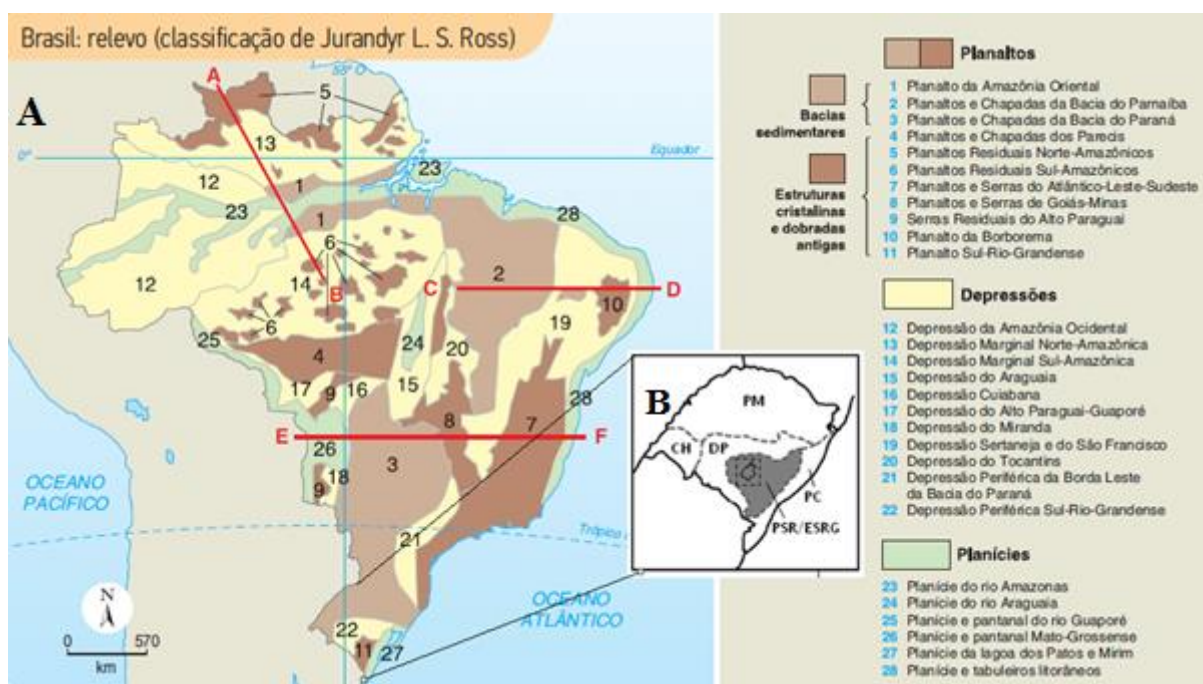 Brasil: relevo (classificação de Jurandyr L. S. Ross)
A
A
55° O
5
13
0°
Equador
12
1
23
23
28
1
6
12
14
B
C
2
D
10
19
6
25
4
24
20
17
9
16
15
8
7
28
E
F
26
3
18
9
21
Trópico
22
11
27
OCEANO
PACÍFICO
OCEANO
ATLÂNTICO
N
0 570
km
B
PM
CH
DP
PC
PSR/ESRG
Planaltos
Bacias
sedimentares
Estruturas
cristalinas
e dobradas
antigas
1 Planalto da Amazônia Oriental
2 Planaltos e Chapadas da Bacia do Parnaíba
3 Planaltos e Chapadas da Bacia do Paraná
4 Planaltos e Chapadas dos Parecis
5 Planaltos Residuais Norte-Amazônicos
6 Planaltos Residuais Sul-Amazônicos
7 Planaltos e Serras do Atlântico-Leste-Sudeste
8 Planaltos e Serras de Goiás-Minas
9 Serras Residuais do Alto Paraguai
10 Planalto da Borborema
11 Planalto Sul-Rio-Grandense
Depressões
12 Depressão da Amazônia Ocidental
13 Depressão Marginal Norte-Amazônica
14 Depressão Marginal Sul-Amazônica
15 Depressão do Araguaia
16 Depressão Cuiabana
17 Depressão do Alto Paraguai-Guaporé
18 Depressão do Miranda
19 Depressão Sertaneja e do São Francisco
20 Depressão do Tocantins
21 Depressão Periférica da Borda Leste
da Bacia do Paraná
22 Depressão Periférica Sul-Rio-Grandense
Planícies
23 Planície do rio Amazonas
24 Planície do rio Araguaia
25 Planície e pantanal do rio Guaporé
26 Planície e pantanal Mato-Grossense
27 Planície da lagoa dos Patos e Mirim
28 Planície e tabuleiros litorâneos